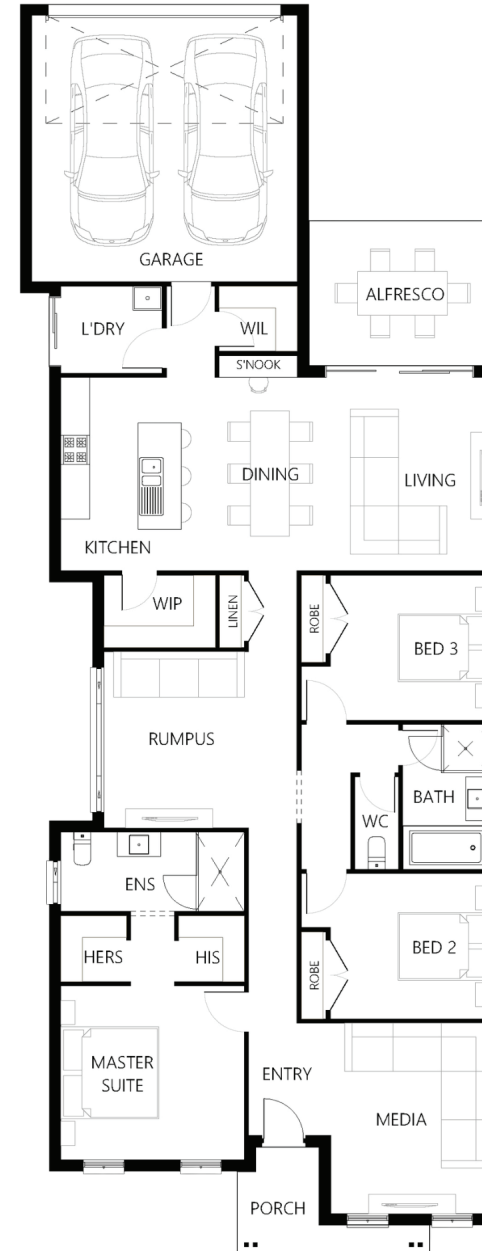 GARAGE
ALFRESCO
L'DRY
WIL
S'NOOK
DINING
LIVING
KITCHEN
WIP
LINEN
ROBE
BED 3
RUMPUS
BATH
WC
ENS
HERS
HIS
ROBE
BED 2
MASTER
SUITE
ENTRY
MEDIA
PORCH